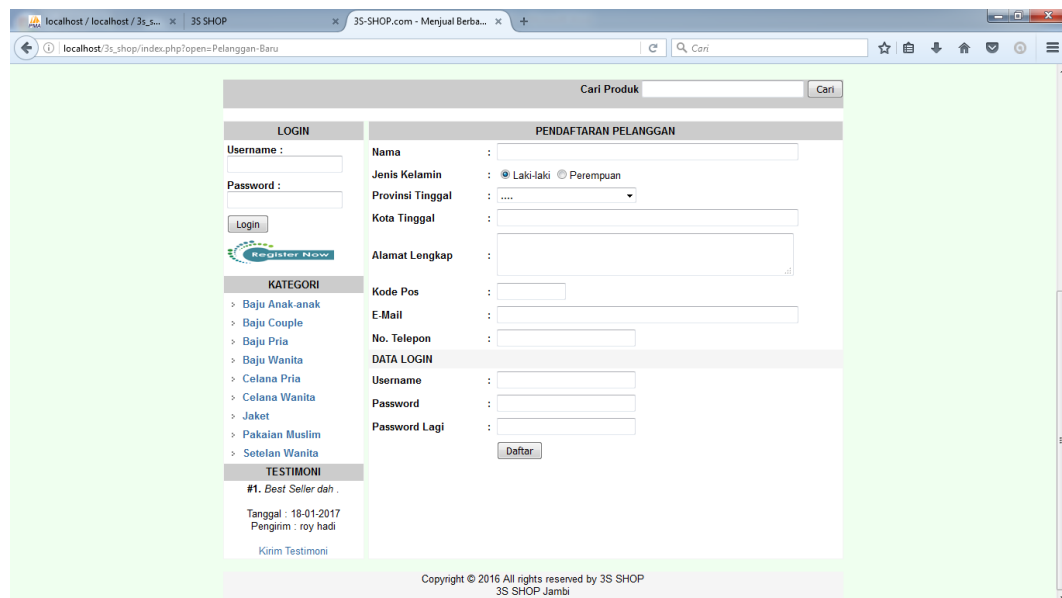 localhost / localhost / 3s_s...
3S SHOP
3S-SHOP.com - Menjual Berba...
localhost/3s_shop/index.php?open=Pelanggan-Baru
Cari
Cari Produk
Cari
LOGIN
Username :
Password :
Login
Register Now
KATEGORI
Baju Anak-anak
Baju Couple
Baju Pria
Baju Wanita
Celana Pria
Celana Wanita
Jaket
Pakaian Muslim
Setelan Wanita
TESTIMONI
#1. Best Seller dah .
Tanggal : 18-01-2017
Pengirim : roy hadi
Kirim Testimoni
PENDAFTARAN PELANGGAN
Nama :
Jenis Kelamin : Laki-laki Perempuan
Provinsi Tinggal : ....
Kota Tinggal :
Alamat Lengkap :
Kode Pos :
E-Mail :
No. Telepon :
DATA LOGIN
Username :
Password :
Password Lagi :
Daftar
Copyright © 2016 All rights reserved by 3S SHOP
3S SHOP Jambi